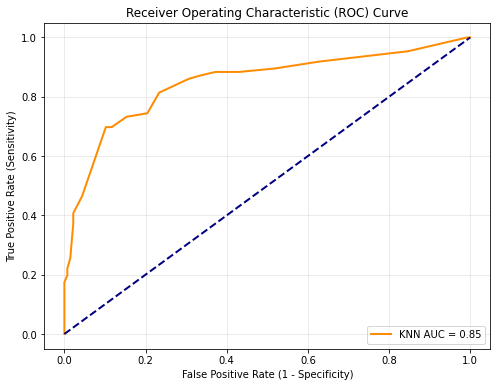 Receiver Operating Characteristic (ROC) Curve
True Positive Rate (Sensitivity)
1.0
0.8
0.6
0.4
0.2
0.0
0.0 0.2 0.4 0.6 0.8 1.0
False Positive Rate (1 - Specificity)
KNN AUC = 0.85